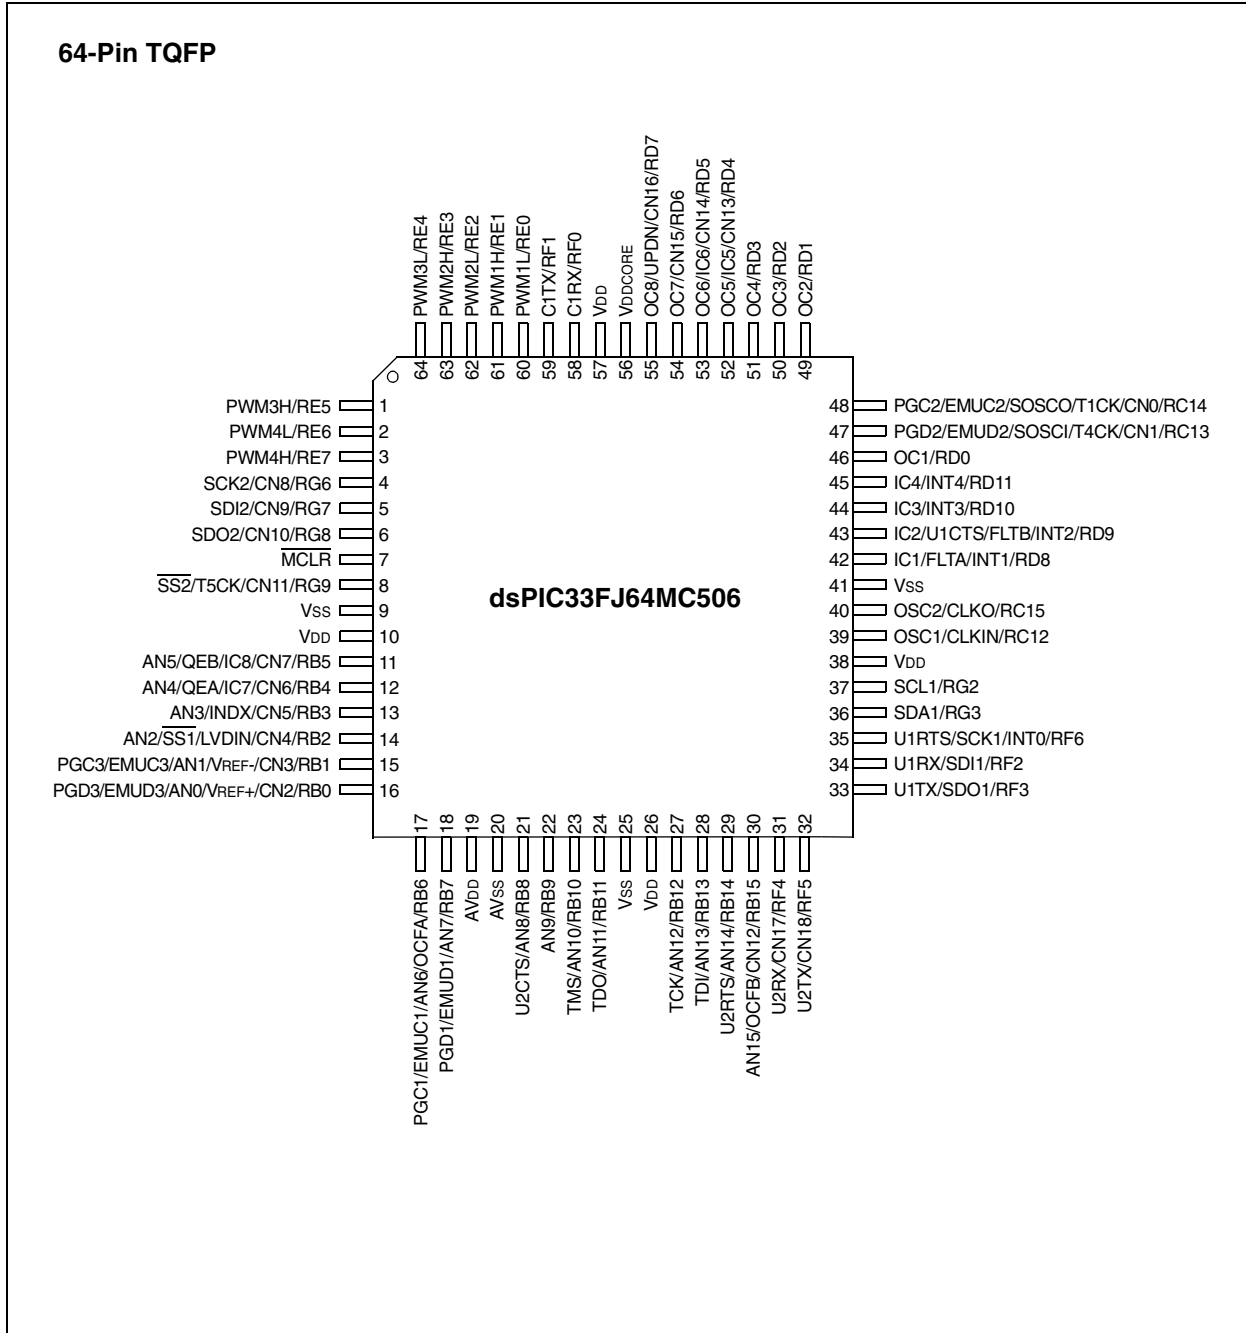 64-Pin TQFP
PWM3L/RE4
PWM2H/RE3
PWM2L/RE2
PWM1H/RE1
PWM1L/RE0
C1TX/RF1
C1RX/RF0
VDD
VDDCORE
OC8/UPDN/CN16/RD7
OC7/CN15/RD6
OC6/IC6/CN14/RD5
OC5/IC5/CN13/RD4
OC4/RD3
OC3/RD2
OC2/RD1
64 63 62 61 60 59 58 57 56 55 54 53 52 51 50 49
PWM3H/RE5 1
PWM4L/RE6 2
PWM4H/RE7 3
SCK2/CN8/RG6 4
SDI2/CN9/RG7 5
SDO2/CN10/RG8 6
MCLR 7
SS2/T5CK/CN11/RG9 8
VSS 9
VDD 10
AN5/QEB/IC8/CN7/RB5 11
AN4/QEA/IC7/CN6/RB4 12
AN3/INDX/CN5/RB3 13
AN2/SS1/LVDIN/CN4/RB2 14
PGC3/EMUC3/AN1/VREF-/CN3/RB1 15
PGD3/EMUD3/AN0/VREF+/CN2/RB0 16
dsPIC33FJ64MC506
48 PGC2/EMUC2/SOSCO/T1CK/CN0/RC14
47 PGD2/EMUD2/SOSCI/T4CK/CN1/RC13
46 OC1/RD0
45 IC4/INT4/RD11
44 IC3/INT3/RD10
43 IC2/U1CTS/FLTB/INT2/RD9
42 IC1/FLTA/INT1/RD8
41 VSS
40 OSC2/CLKO/RC15
39 OSC1/CLKIN/RC12
38 VDD
37 SCL1/RG2
36 SDA1/RG3
35 U1RTS/SCK1/INT0/RF6
34 U1RX/SDI1/RF2
33 U1TX/SDO1/RF3
17 18 19 20 21 22 23 24 25 26 27 28 29 30 31 32
PGC1/EMUC1/AN6/OCFA/RB6
PGD1/EMUD1/AN7/RB7
AVDD
AVSS
U2CTS/AN8/RB8
AN9/RB9
TMS/AN10/RB10
TDO/AN11/RB11
VSS
VDD
TCK/AN12/RB12
TDI/AN13/RB13
U2RTS/AN14/RB14
AN15/OCFB/CN12/RB15
U2RX/CN17/RF4
U2TX/CN18/RF5